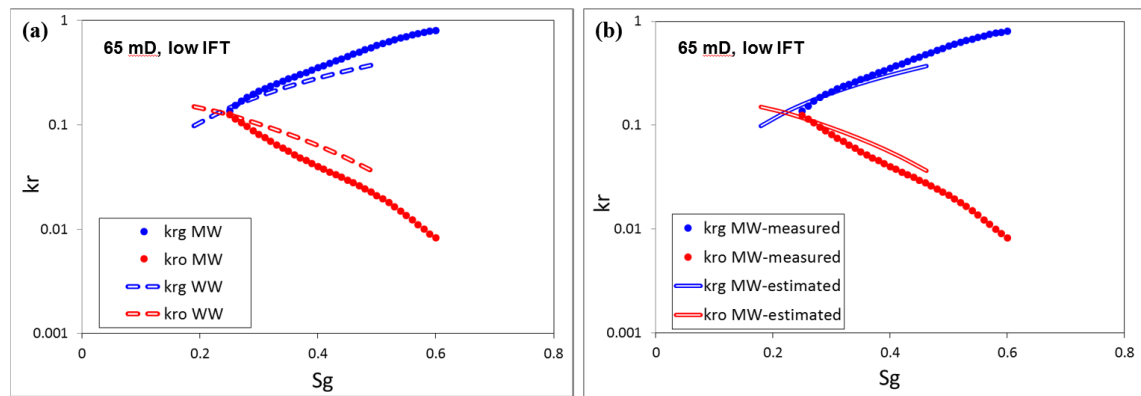 (a)
65 mD, low IFT
1
0.1
0.01
0.001
kr
krg MW
kro MW
krg WW
kro WW
0
0.2
0.4
0.6
0.8
Sg
(b)
65 mD, low IFT
1
0.1
0.01
0.001
kr
krg MW-measured
kro MW-measured
krg MW-estimated
kro MW-estimated
0
0.2
0.4
0.6
0.8
Sg